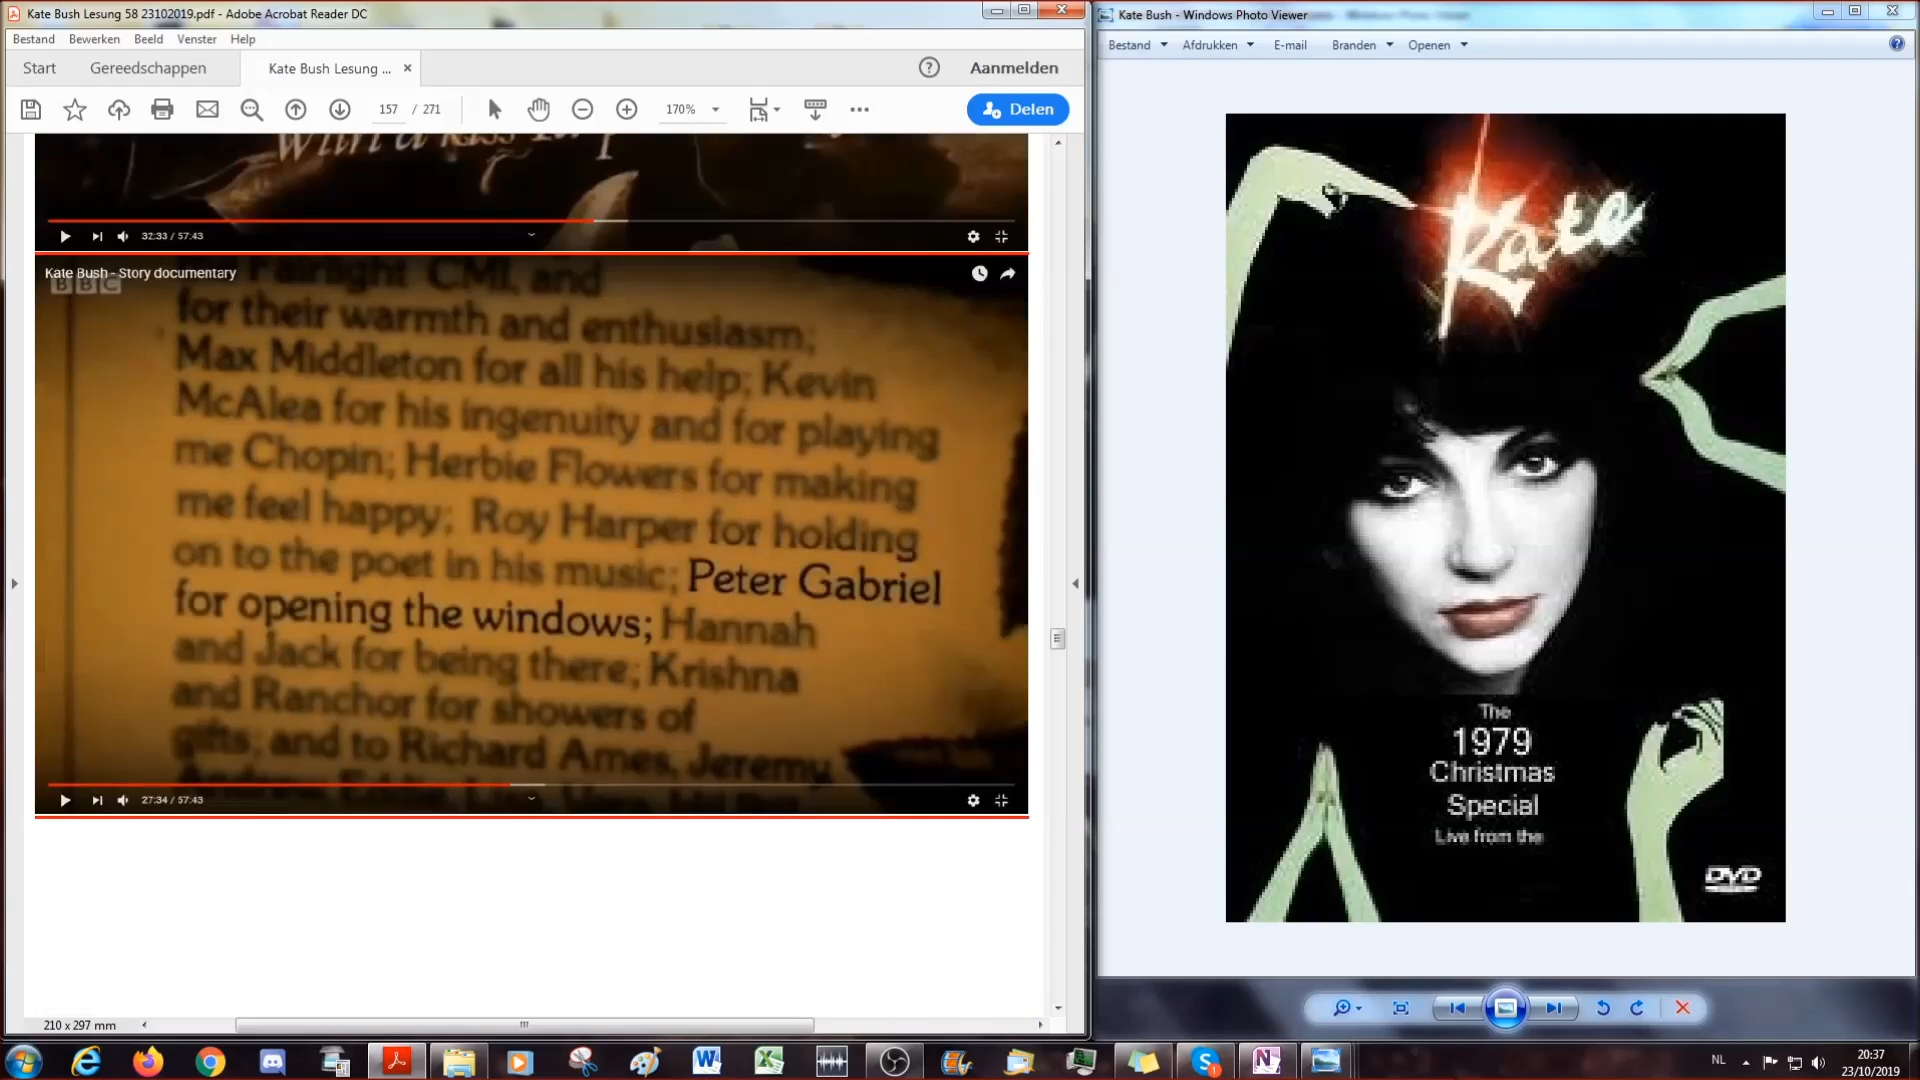 Kate Bush Lesung 58 23102019.pdf - Adobe Acrobat Reader DC
Bestand Bewerken Beeld Venster Help
Start Gereedschappen Kate Bush Lesung ... × ? Aanmelden
157 / 271 170% Delen
With a kiss
32:33 / 57:43
Kate Bush - Story documentary
BBC
Fairlight CMI, and
for their warmth and enthusiasm;
Max Middleton for all his help; Kevin
McAlea for his ingenuity and for playing
me Chopin; Herbie Flowers for making
me feel happy; Roy Harper for holding
on to the poet in his music; Peter Gabriel
for opening the windows; Hannah
and Jack for being there; Krishna
and Ranchor for showers of
gifts; and to Richard Ames, Jeremy
27:34 / 57:43
210 x 297 mm
Kate Bush - Windows Photo Viewer
Bestand Afdrukken E-mail Branden Openen
Kate
The
1979
Christmas
Special
Live from the
DVD
NL
20:37
23/10/2019